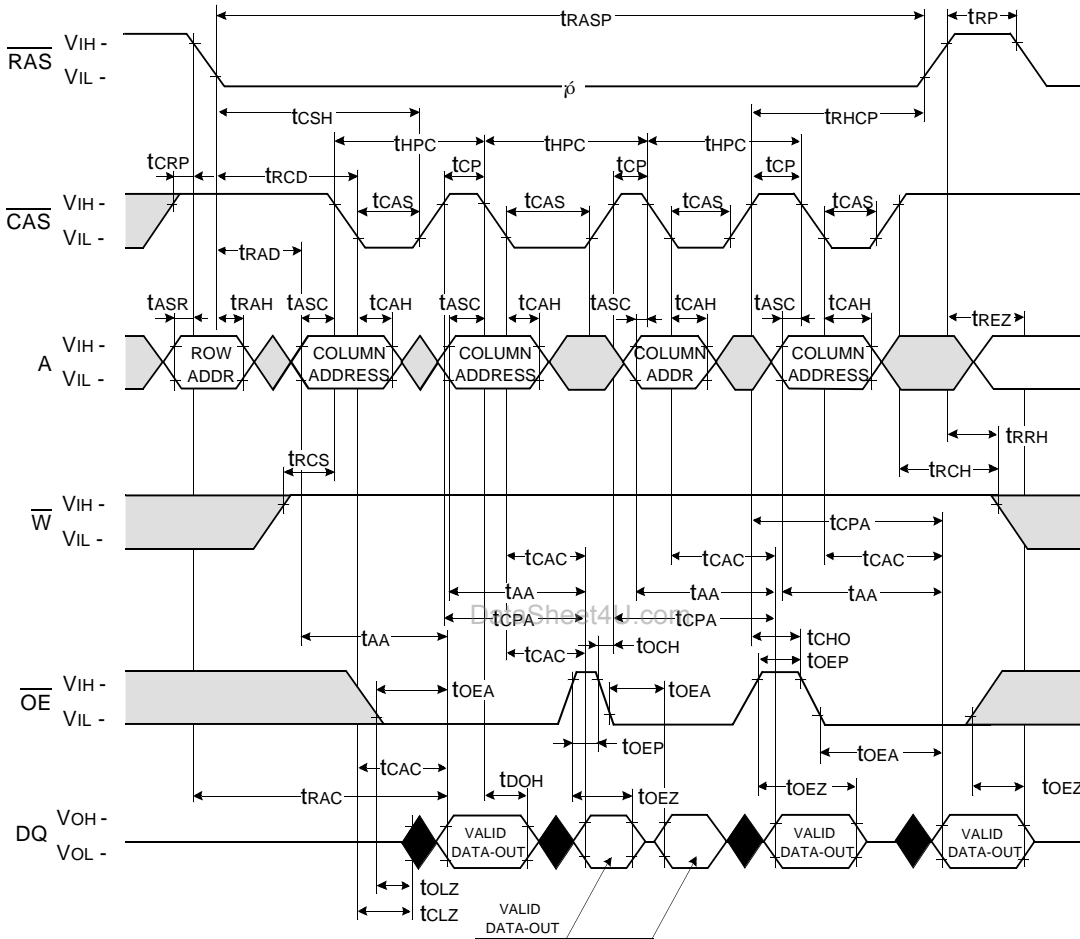 tRASP
tRP
RAS
VIH -
VIL -
tCSH
tRHCP
tHPC
tHPC
tHPC
tCRP
tRCD
tCP
tCP
tCP
CAS
VIH -
VIL -
tCAS
tCAS
tCAS
tCAS
tRAD
tASR
tRAH
tASC
tCAH
tASC
tCAH
tASC
tCAH
tASC
tCAH
tREZ
A
VIH -
VIL -
ROW ADDR
COLUMN ADDRESS
COLUMN ADDRESS
COLUMN ADDR
COLUMN ADDRESS
tRRH
tRCS
tRCH
W
VIH -
VIL -
tCPA
tCAC
tCAC
tCAC
tAA
tAA
tAA
DataSheet4U.com
tCPA
tCPA
tAA
tCHO
tCAC
tOCH
tOEP
OE
VIH -
VIL -
tOEA
tOEA
tOEP
tOEA
tCAC
tDOH
tRAC
tOEZ
tOEZ
tOEZ
DQ
VOH -
VOL -
VALID DATA-OUT
VALID DATA-OUT
VALID DATA-OUT
tOLZ
tCLZ
VALID
DATA-OUT